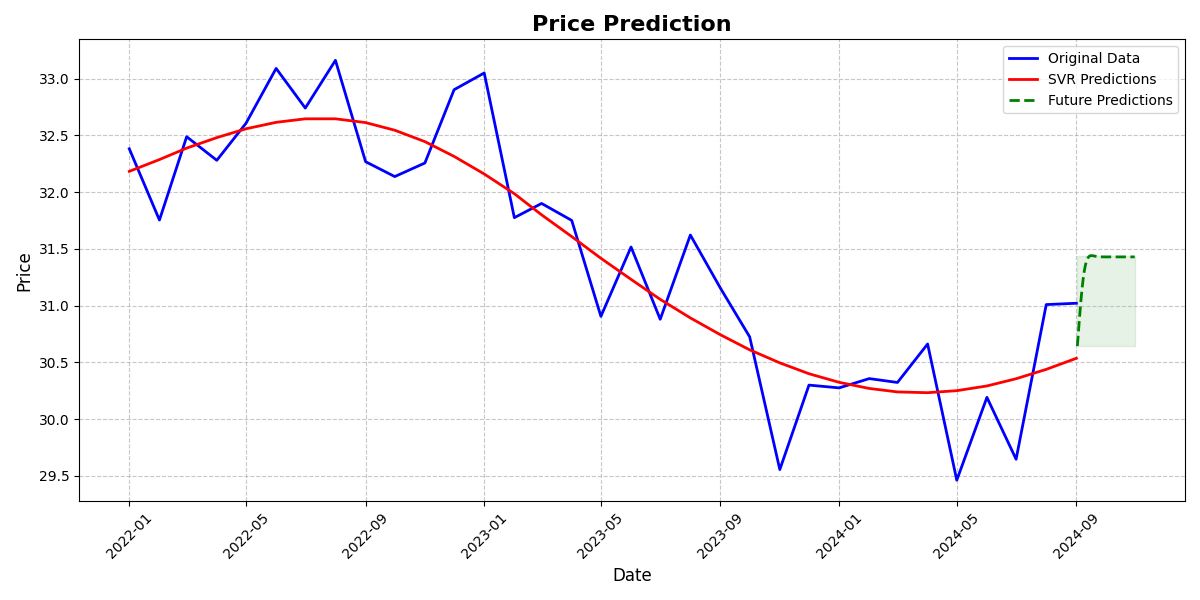 Price Prediction
Original Data
SVR Predictions
Future Predictions
Price
33.0
32.5
32.0
31.5
31.0
30.5
30.0
29.5
2022-01
2022-05
2022-09
2023-01
2023-05
2023-09
2024-01
2024-05
2024-09
Date